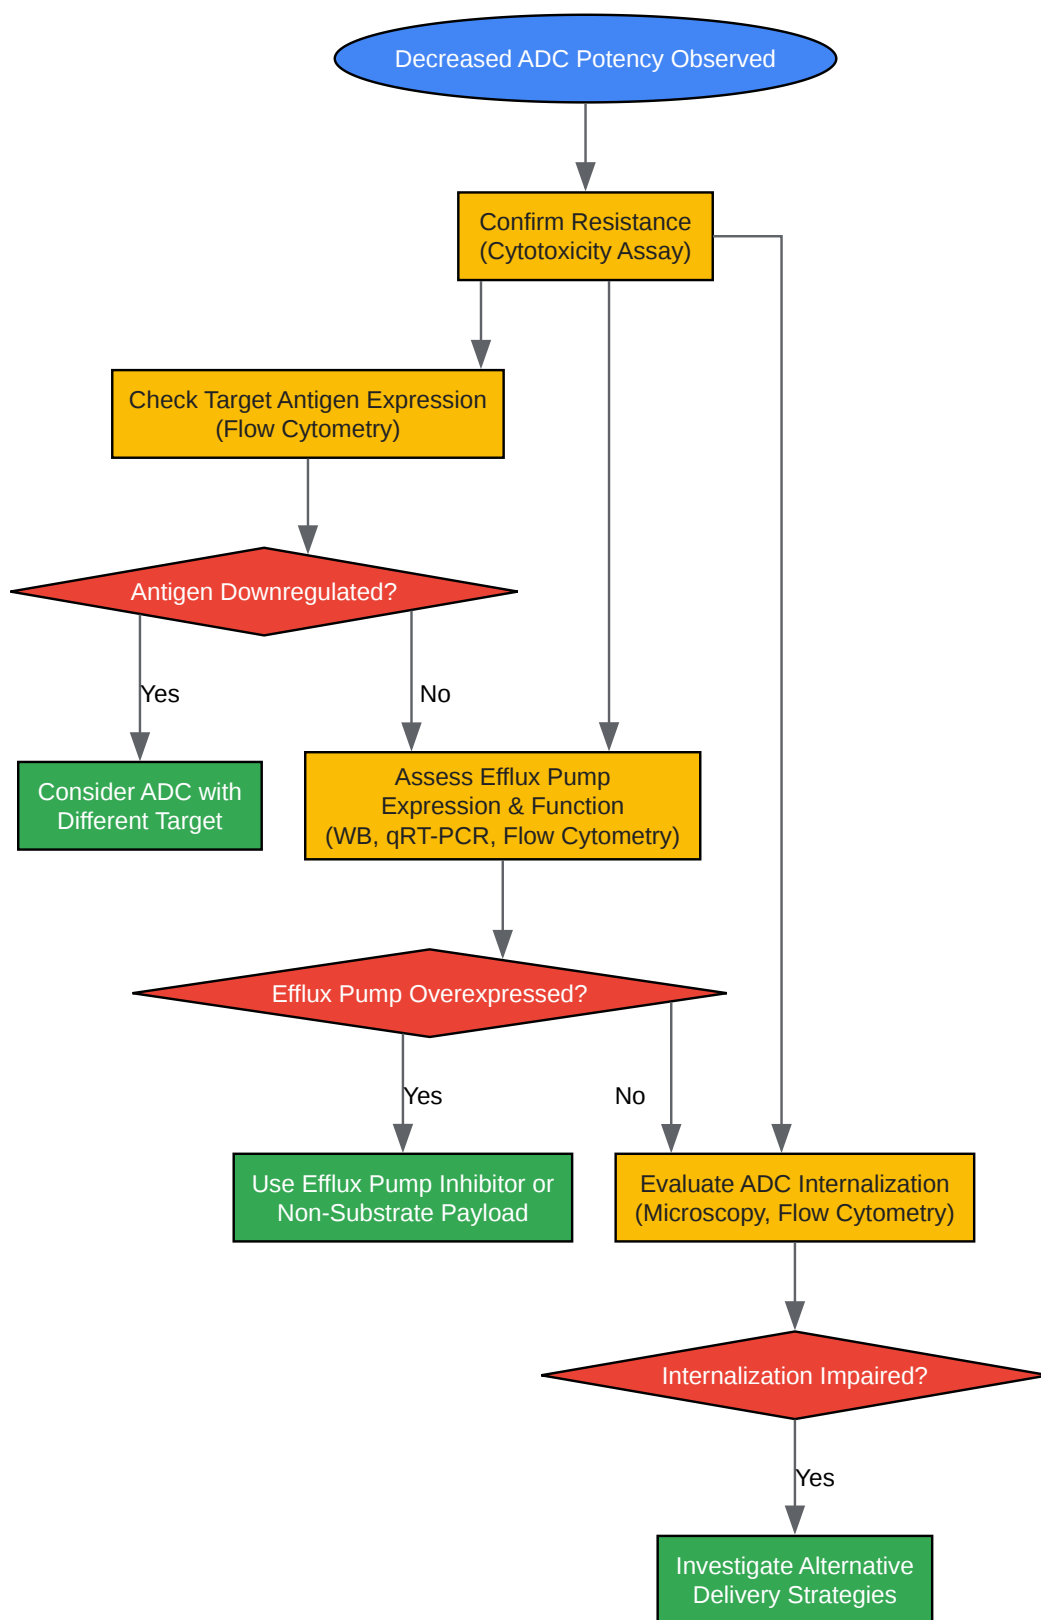 Decreased ADC Potency Observed
Confirm Resistance
(Cytotoxicity Assay)
Check Target Antigen Expression
(Flow Cytometry)
Antigen Downregulated?
Yes
No
Consider ADC with
Different Target
Assess Efflux Pump
Expression & Function
(WB, qRT-PCR, Flow Cytometry)
Efflux Pump Overexpressed?
Yes
No
Use Efflux Pump Inhibitor or
Non-Substrate Payload
Evaluate ADC Internalization
(Microscopy, Flow Cytometry)
Internalization Impaired?
Yes
Investigate Alternative
Delivery Strategies